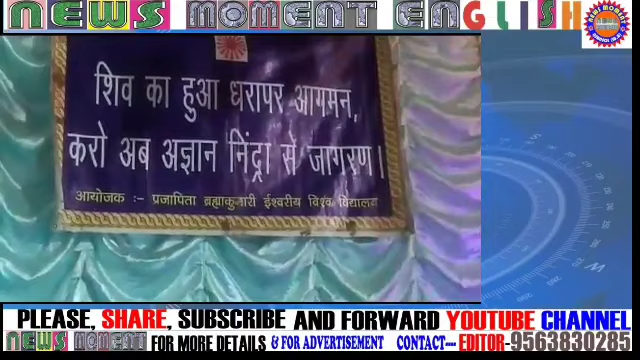 NEWS MOMENT ENGLISH
शिव का हुआ धरापर आगमन,
करो अब अज्ञान निंद्रा से जागरण।
आयोजक :- प्रजापिता ब्रह्माकुमारी ईश्वरीय विश्व विद्यालय
PLEASE, SHARE, SUBSCRIBE AND FORWARD YOUTUBE CHANNEL
NEWS MOMENT FOR MORE DETAILS & FOR ADVERTISEMENT CONTACT--- EDITOR-9563830285